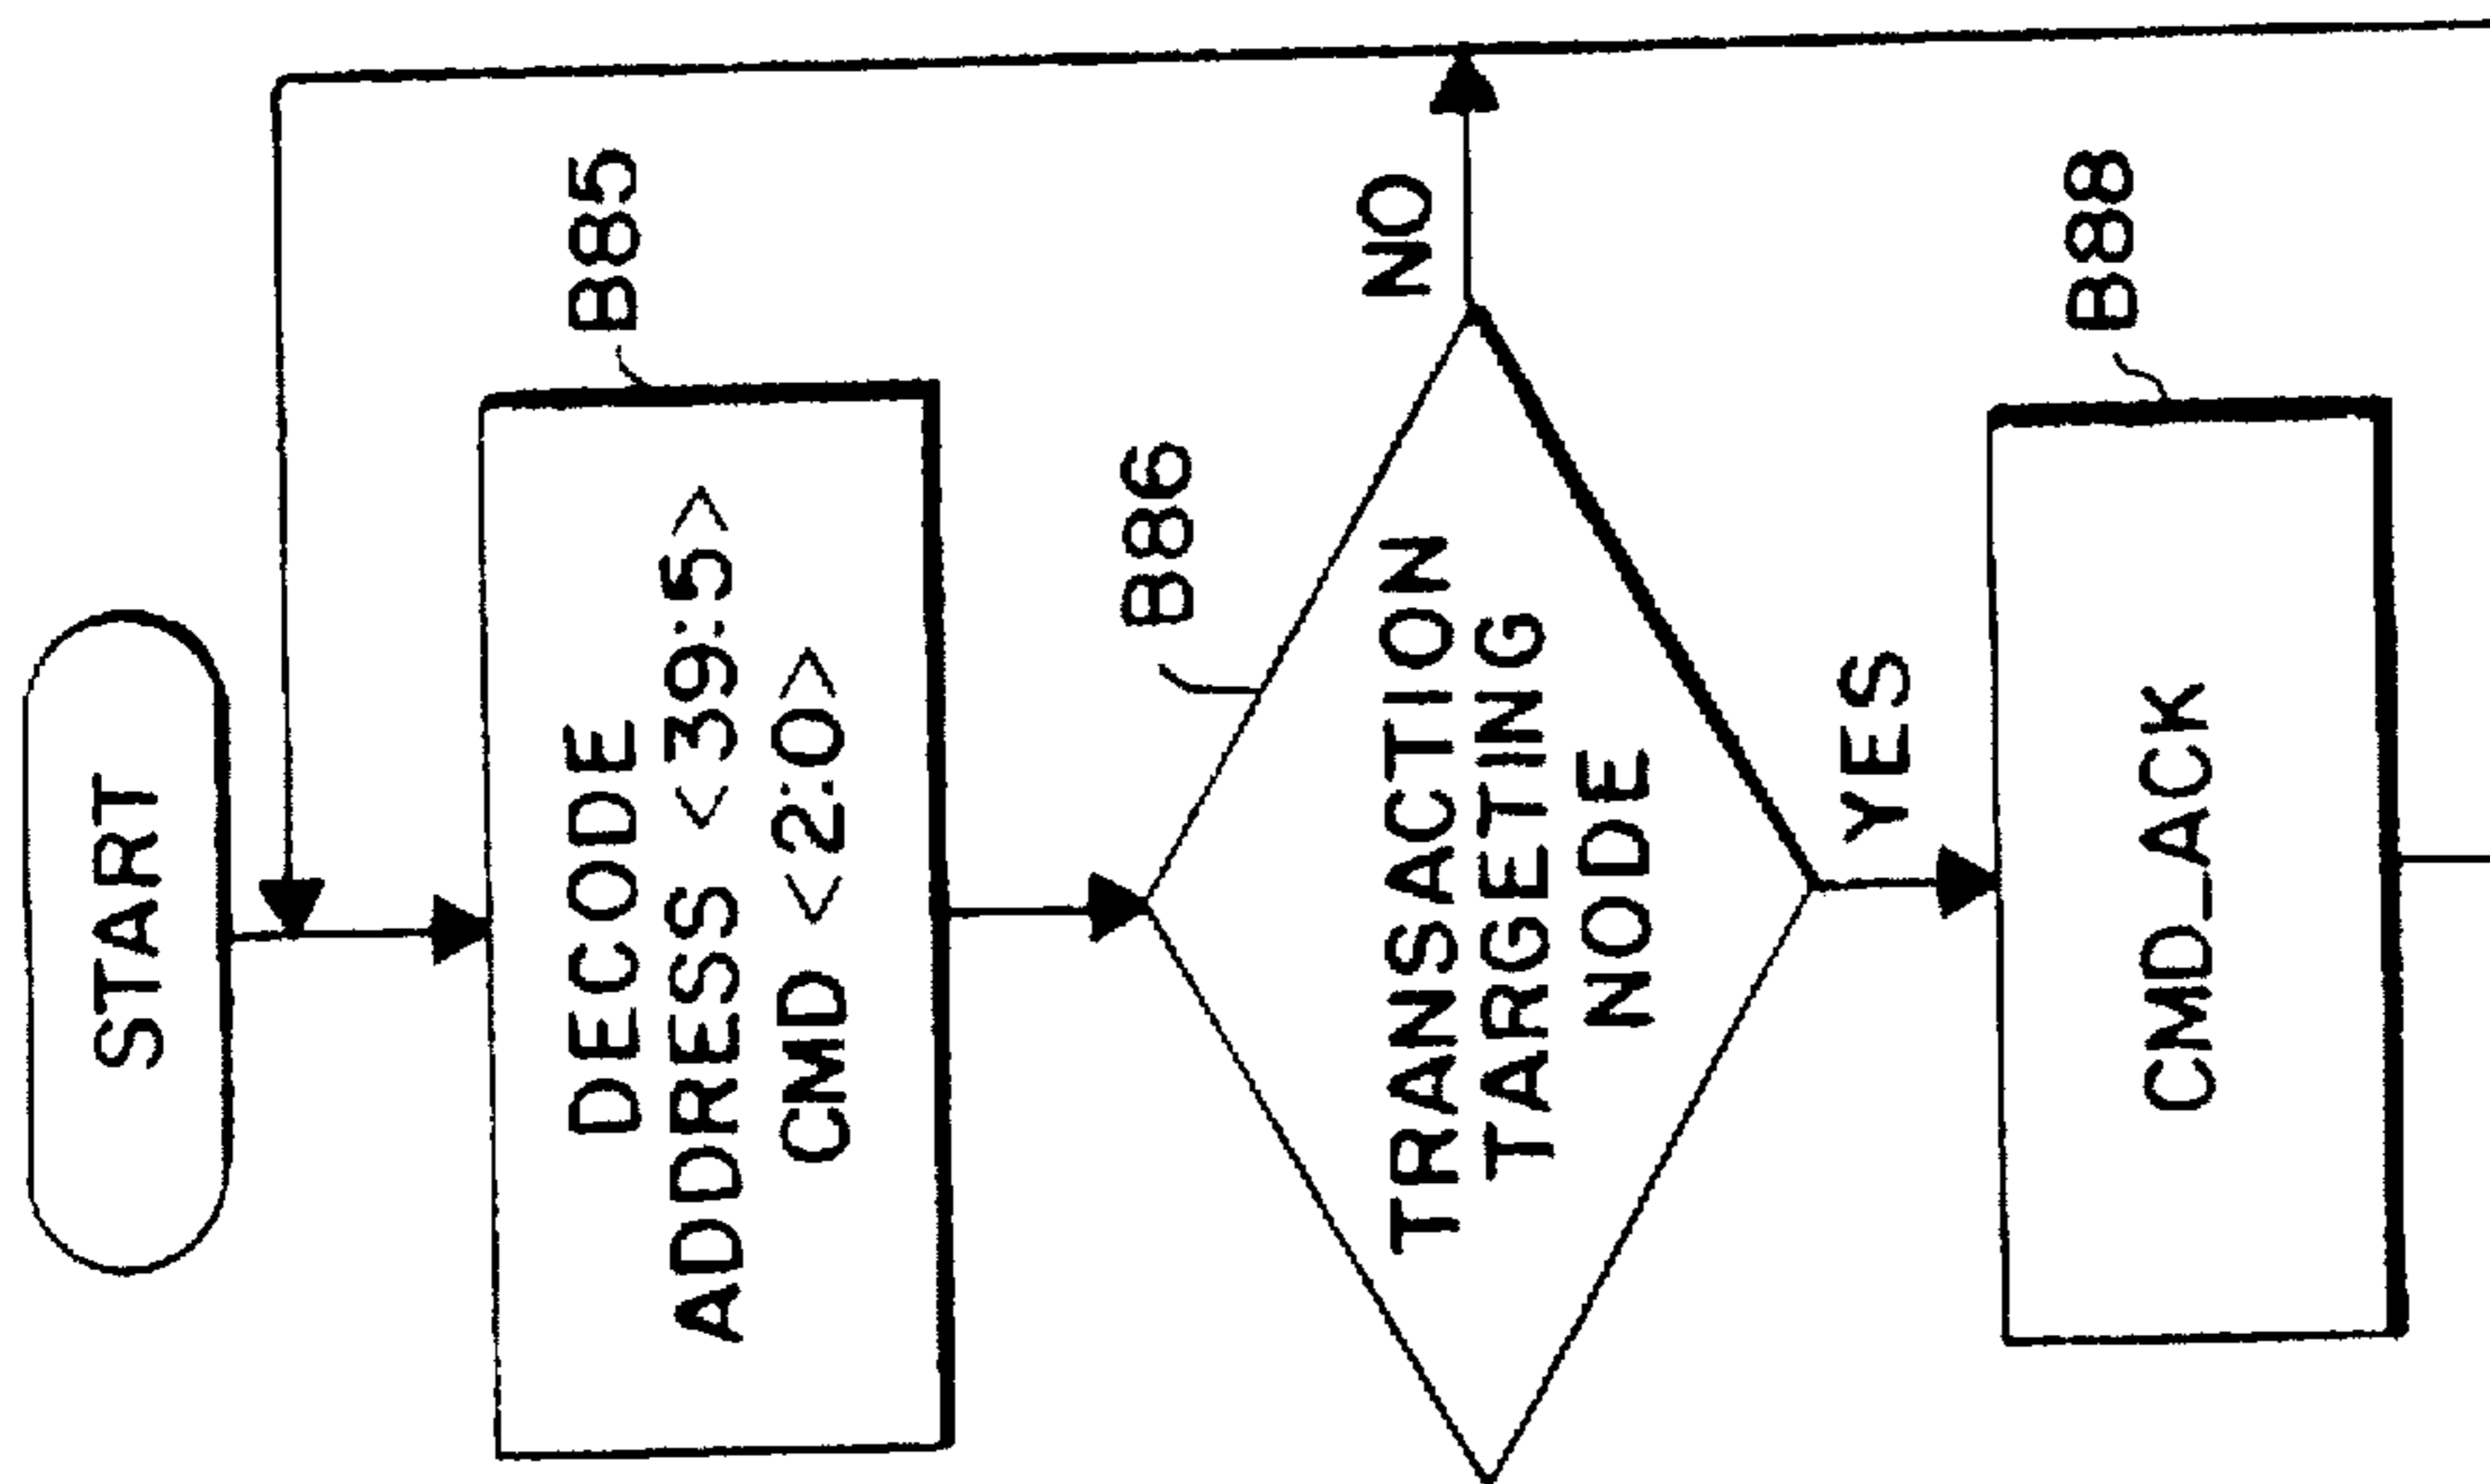 START
B85
DECODE
ADDRESS <39:5>
CMD <2:0>
B86
NO
TRANSACTION
TARGETING
NODE
YES
B88
CMD_ACK